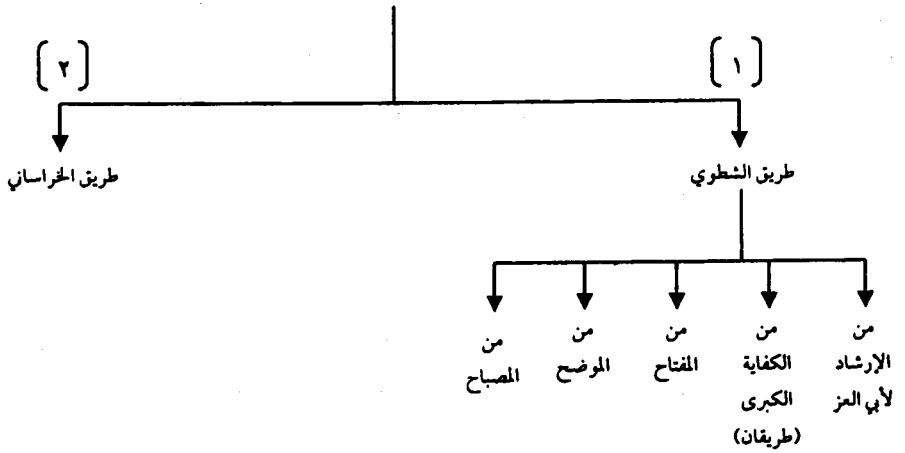 (١)
(٢)
طريق الشطوي
طريق الخراساني
من
الإرشاد
لأبي العز
من
الكفاية
الكبرى
(طريقان)
من
المفتاح
من
الموضح
من
المصباح